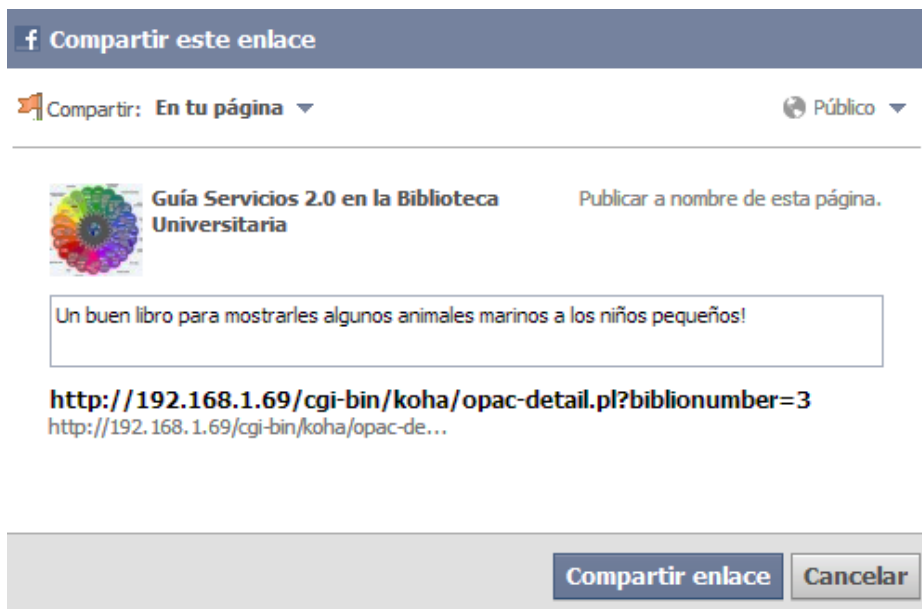 f Compartir este enlace
Compartir: En tu página Público
Guía Servicios 2.0 en la Biblioteca Universitaria
Publicar a nombre de esta página.
Un buen libro para mostrarles algunos animales marinos a los niños pequeños!
http://192.168.1.69/cgi-bin/koha/opac-detail.pl?biblionumber=3
http://192.168.1.69/cgi-bin/koha/opac-de...
Compartir enlace Cancelar